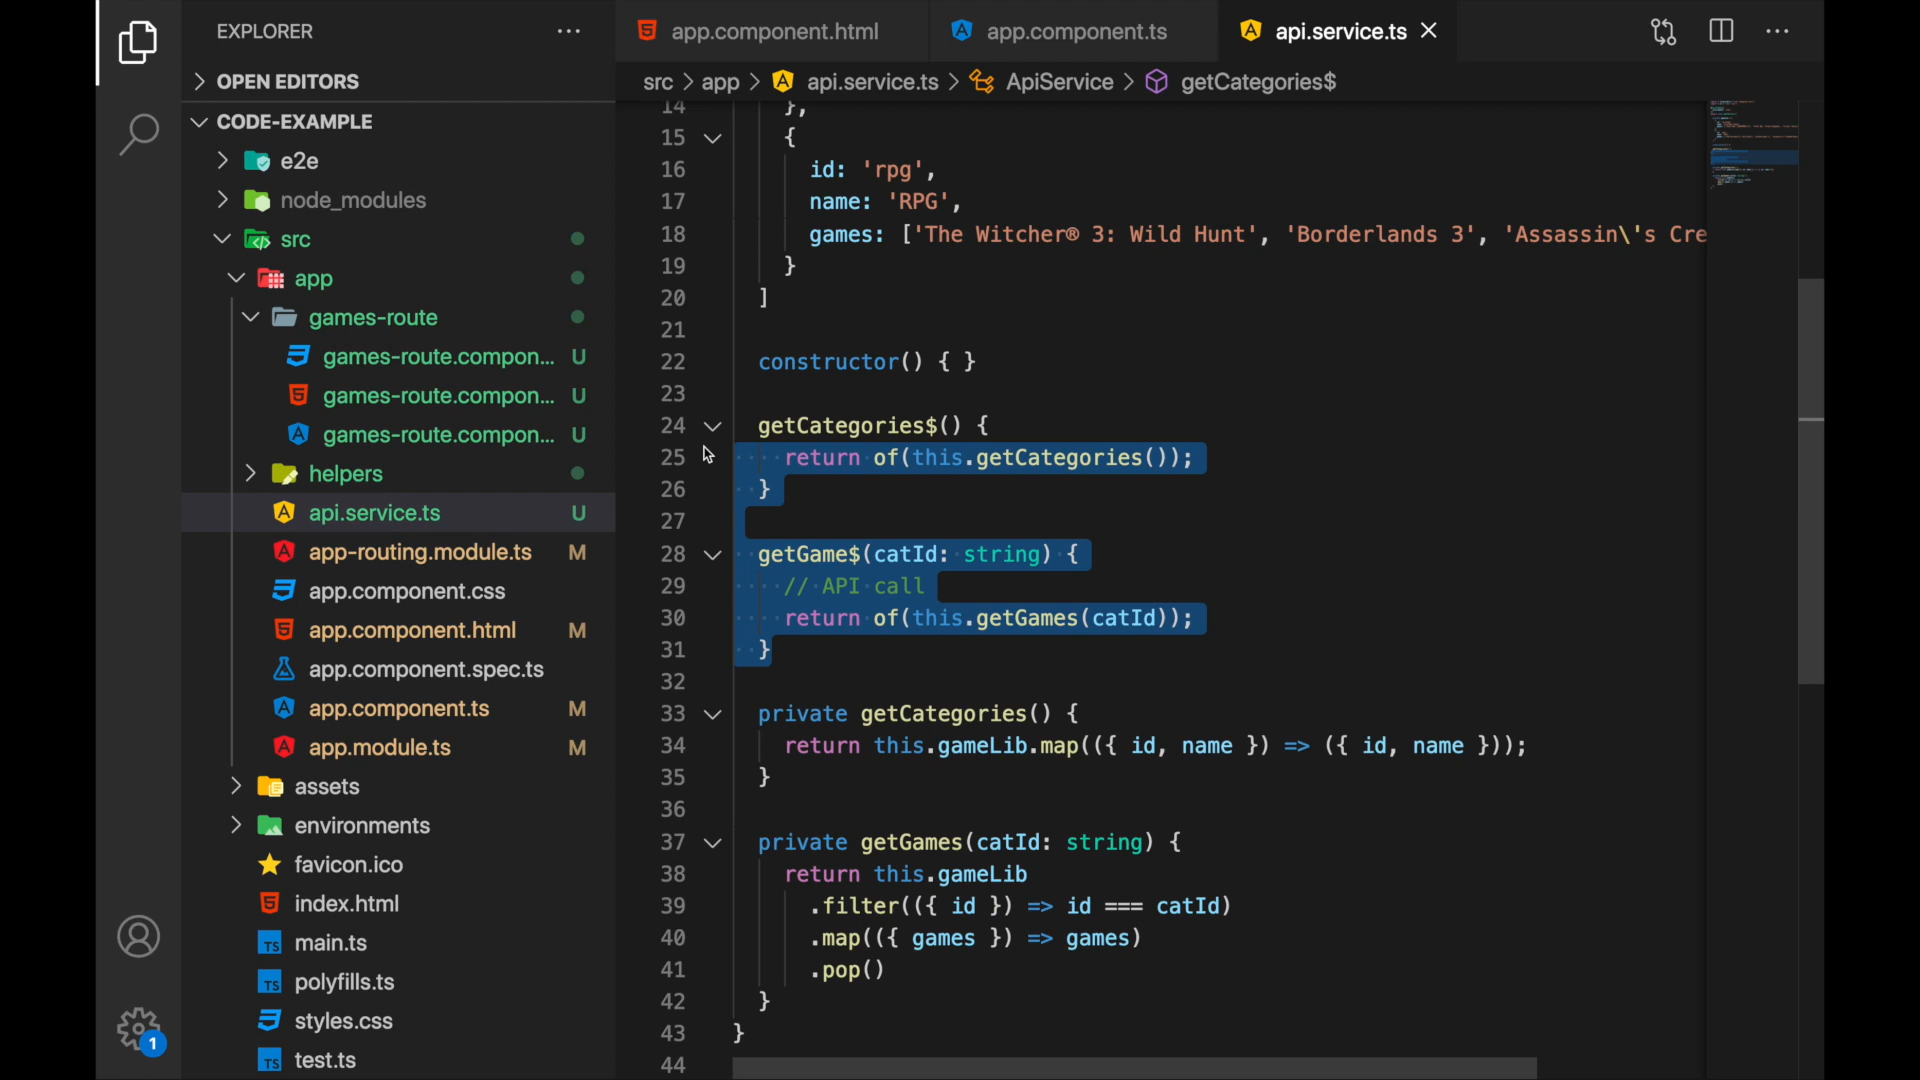 EXPLORER
OPEN EDITORS
CODE-EXAMPLE
e2e
node_modules
src
app
games-route
games-route.compon... U
games-route.compon... U
games-route.compon... U
helpers
api.service.ts U
app-routing.module.ts M
app.component.css
app.component.html M
app.component.spec.ts
app.component.ts M
app.module.ts M
assets
environments
favicon.ico
index.html
main.ts
polyfills.ts
styles.css
test.ts
1
app.component.html app.component.ts api.service.ts
src > app > api.service.ts > ApiService > getCategories$
14 },
15 {
16 id: 'rpg',
17 name: 'RPG',
18 games: ['The Witcher® 3: Wild Hunt', 'Borderlands 3', 'Assassin\'s Cre
19 }
20 ]
21
22 constructor() { }
23
24 getCategories$() {
25 return of(this.getCategories());
26 }
27
28 getGame$(catId: string) {
29 // API call
30 return of(this.getGames(catId));
31 }
32
33 private getCategories() {
34 return this.gameLib.map(({ id, name }) => ({ id, name }));
35 }
36
37 private getGames(catId: string) {
38 return this.gameLib
39 .filter(({ id }) => id === catId)
40 .map(({ games }) => games)
41 .pop()
42 }
43 }
44